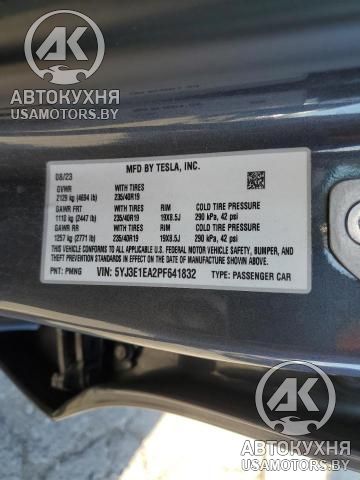 АК
АВТОКУХНЯ
USAMOTORS.BY
MFD BY TESLA, INC.
08/23
GVWR WITH TIRES
2129 kg (4694 lb) 235/40R19
GAWR FRT WITH TIRES RIM COLD TIRE PRESSURE
1110 kg (2447 lb) 235/40R19 19X8.5J 290 kPa, 42 psi
GAWR RR WITH TIRES RIM COLD TIRE PRESSURE
1257 kg (2771 lb) 235/40R19 19X8.5J 290 kPa, 42 psi
THIS VEHICLE CONFORMS TO ALL APPLICABLE U.S. FEDERAL MOTOR VEHICLE SAFETY, BUMPER, AND
THEFT PREVENTION STANDARDS IN EFFECT ON THE DATE OF MANUFACTURE SHOWN ABOVE.
PNT: PMNG VIN: 5YJ3E1EA2PF641832 TYPE: PASSENGER CAR
АК
АВТОКУХНЯ
USAMOTORS.BY